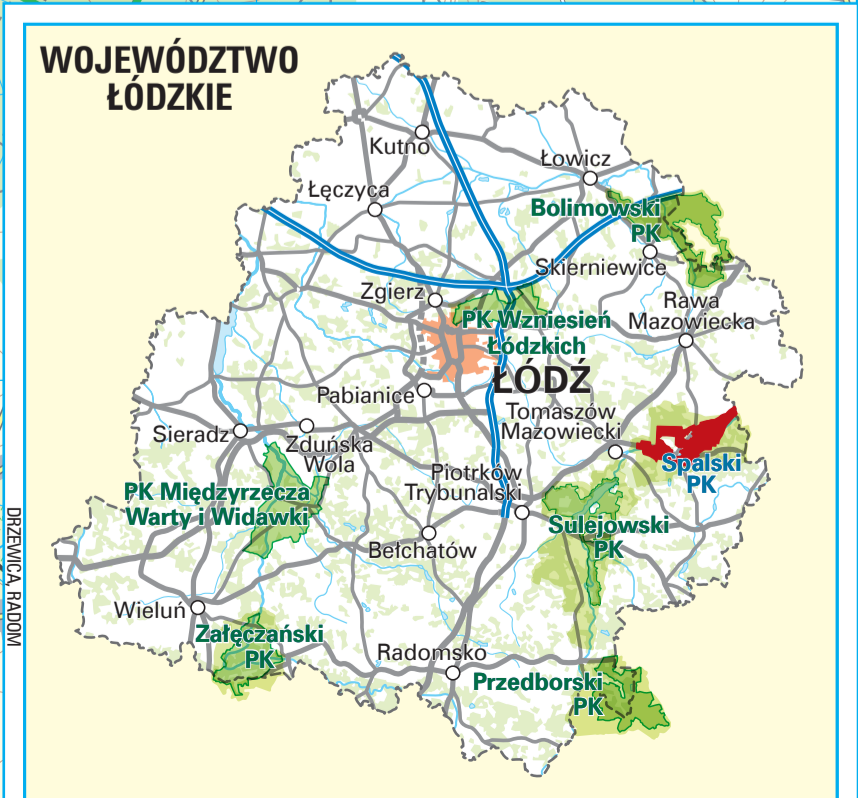 WOJEWÓDZTWO
ŁÓDZKIE
Kutno
Łowicz
Łęczyca
Bolimowski
PK
Skierniewice
Zgierz
Rawa
Mazowiecka
PK Wzniesień
Łódzkich
ŁÓDŹ
Pabianice
Tomaszów
Mazowiecki
Sieradz
Zduńska
Wola
Spalski
PK
Piotrków
Trybunalski
PK Międzyrzecza
Warty i Widawki
Sulejowski
PK
Bełchatów
DRZEWCA, RADOM
Wieluń
Załęczański
PK
Radomsko
Przedborski
PK